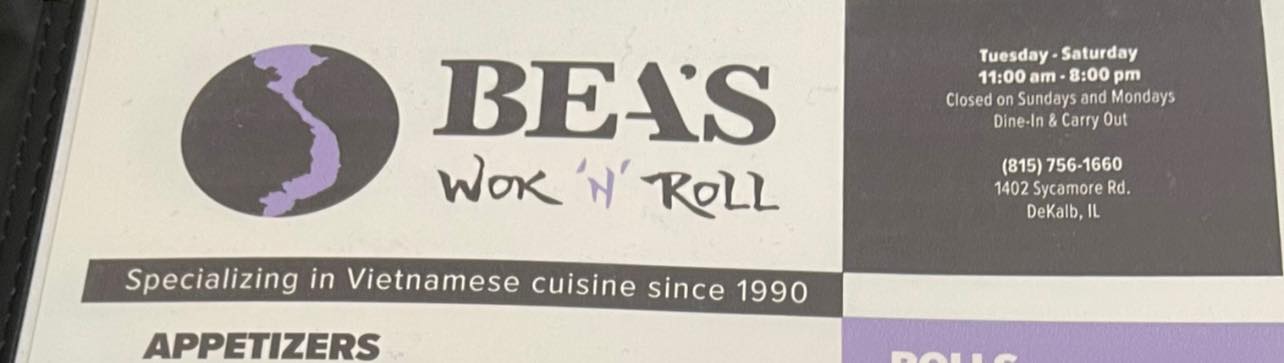 BEA'S
WOK 'N' ROLL
Specializing in Vietnamese cuisine since 1990
Tuesday - Saturday
11:00 am - 8:00 pm
Closed on Sundays and Mondays
Dine-In & Carry Out
(815) 756-1660
1402 Sycamore Rd.
DeKalb, IL
APPETIZERS
ROLLS